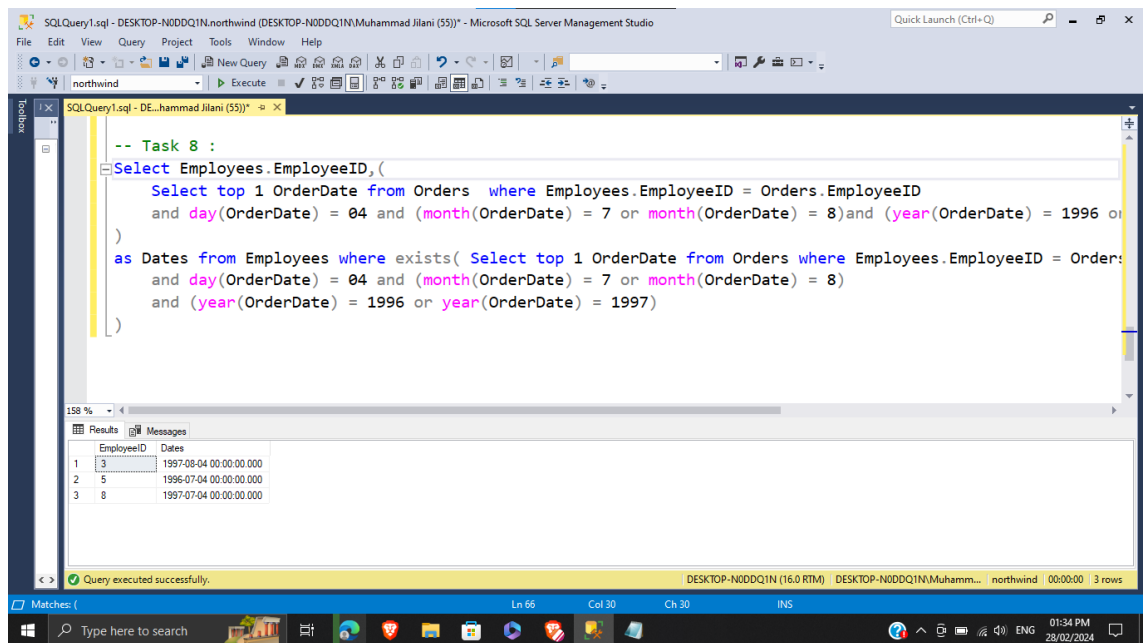 SQLQuery1.sql - DESKTOP-N0DDQ1N.northwind (DESKTOP-N0DDQ1N\Muhammad Jilani (55))* - Microsoft SQL Server Management Studio
Quick Launch (Ctrl+Q)
File Edit View Query Project Tools Window Help
New Query
northwind Execute
Toolbox
SQLQuery1.sql - DE...hammad Jilani (55))*
-- Task 8 :
Select Employees.EmployeeID,(
Select top 1 OrderDate from Orders  where Employees.EmployeeID = Orders.EmployeeID
and day(OrderDate) = 04 and (month(OrderDate) = 7 or month(OrderDate) = 8)and (year(OrderDate) = 1996 or
)
as Dates from Employees where exists( Select top 1 OrderDate from Orders where Employees.EmployeeID = Orders
and day(OrderDate) = 04 and (month(OrderDate) = 7 or month(OrderDate) = 8)
and (year(OrderDate) = 1996 or year(OrderDate) = 1997)
)
158 %
Results Messages
EmployeeID Dates
1 3 1997-08-04 00:00:00.000
2 5 1996-07-04 00:00:00.000
3 8 1997-07-04 00:00:00.000
Query executed successfully. DESKTOP-N0DDQ1N (16.0 RTM) DESKTOP-N0DDQ1N\Muhamm... northwind 00:00:00 3 rows
Matches: ( Ln 66 Col 30 Ch 30 INS
Type here to search
ENG
01:34 PM
28/02/2024